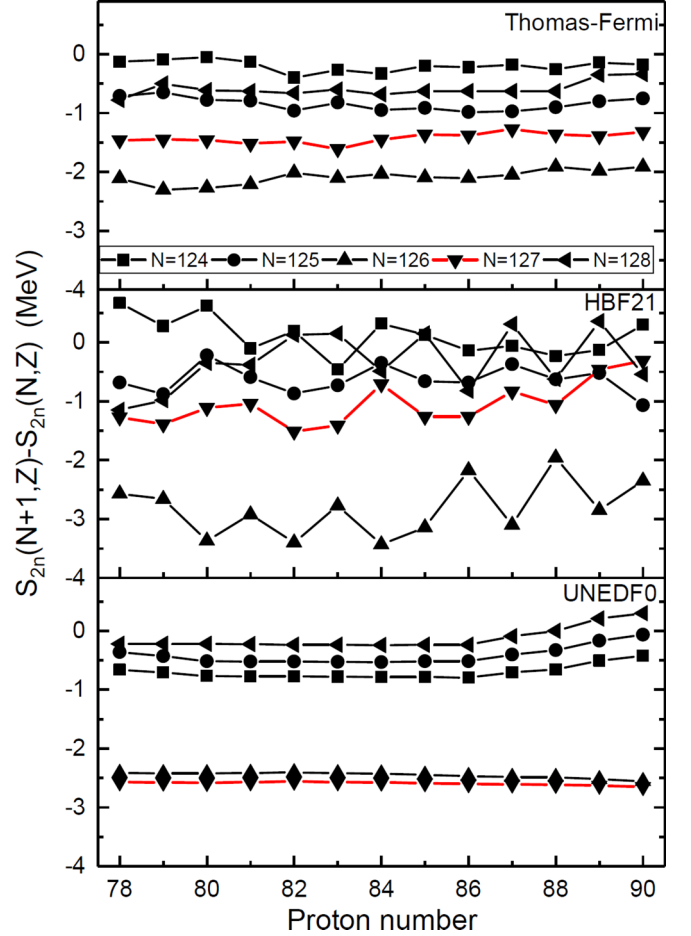 Thomas-Fermi
0
-1
-2
-3
N=124 N=125 N=126 N=127 N=128
-4
HBF21
0
-1
-2
-3
-4
UNEDF0
0
-1
-2
-3
-4
78 80 82 84 86 88 90
Proton number
S2n(N+1,Z)-S2n(N,Z) (MeV)